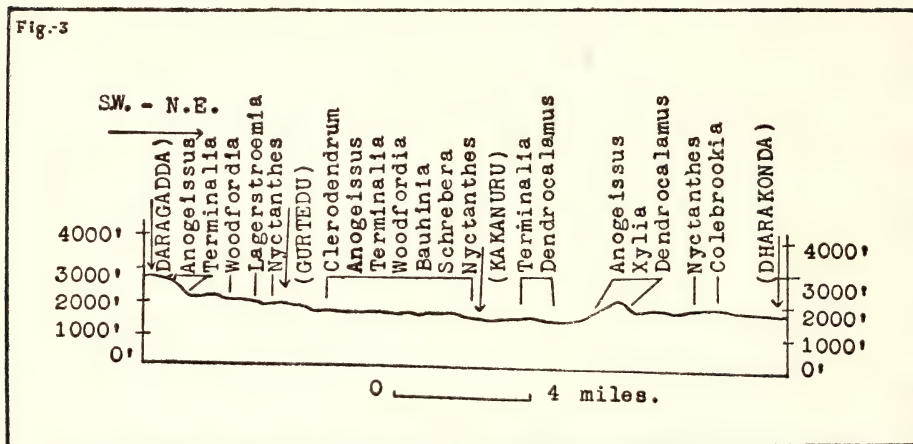 Fig.-3
S.W. - N.E.
(DARAGADDA)
Anogeissus
Terminalia
Woodfordia
Lagerstroemia
Nyctanthes
(GURTEDU)
Clerodendrum
Anogeissus
Terminalia
Woodfordia
Bauhinia
Schrebera
Nyctanthes
(KAKANURU)
Terminalia
Dendrocalamus
Anogeissus
Xylia
Dendrocalamus
Nyctanthes
Colebrookia
(DHARAKONDA)
4000'
3000'
2000'
1000'
0'
4000'
3000'
2000'
1000'
0'
0 4 miles.